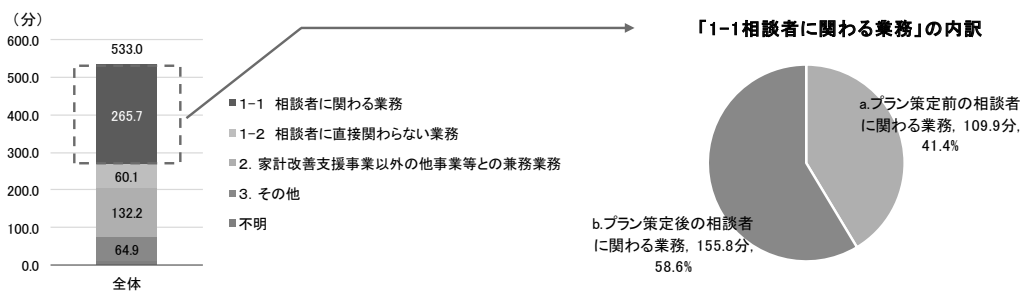 （分）
600.0
500.0
400.0
300.0
200.0
100.0
0.0
533.0
265.7
60.1
132.2
64.9
全体
1-1 相談者に関わる業務
1-2 相談者に直接関わらない業務
2．家計改善支援事業以外の他事業等との兼務業務
3．その他
不明
「1-1相談者に関わる業務」の内訳
a.プラン策定前の相談者
に関わる業務, 109.9分,
41.4%
b.プラン策定後の相談者
に関わる業務, 155.8分,
58.6%